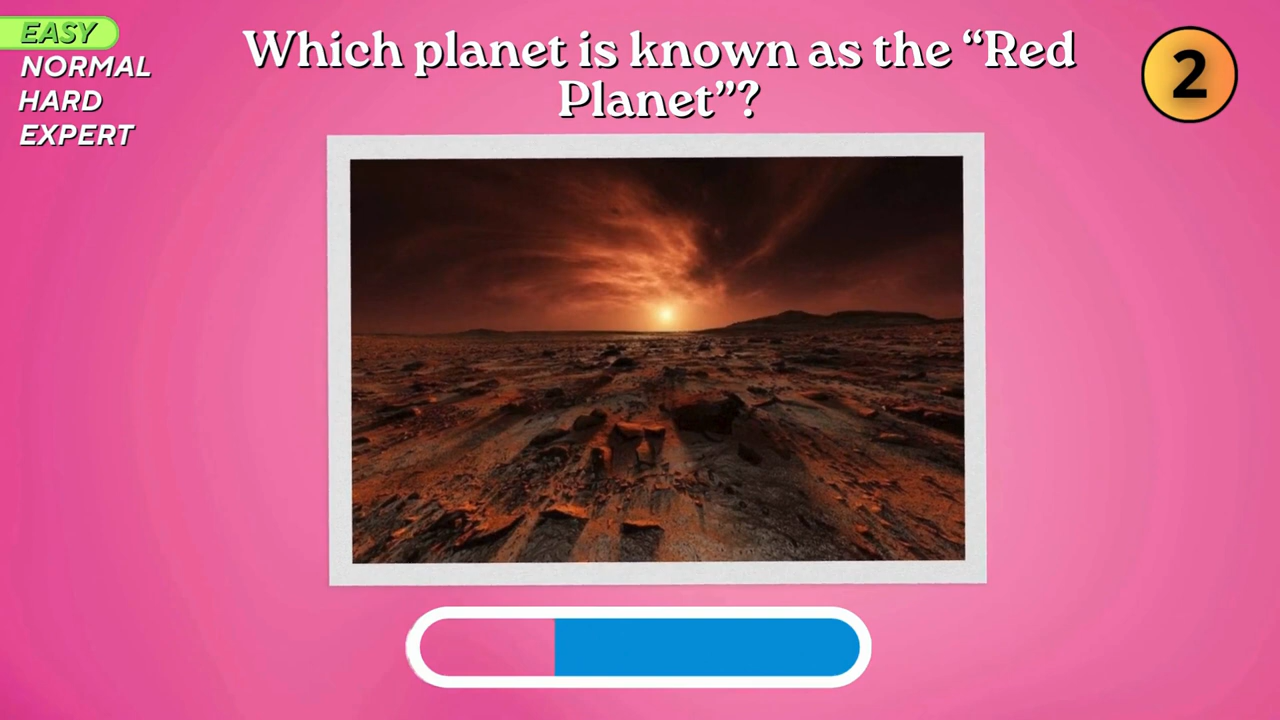 EASY
NORMAL
HARD
EXPERT
Which planet is known as the “Red
Planet”?
2